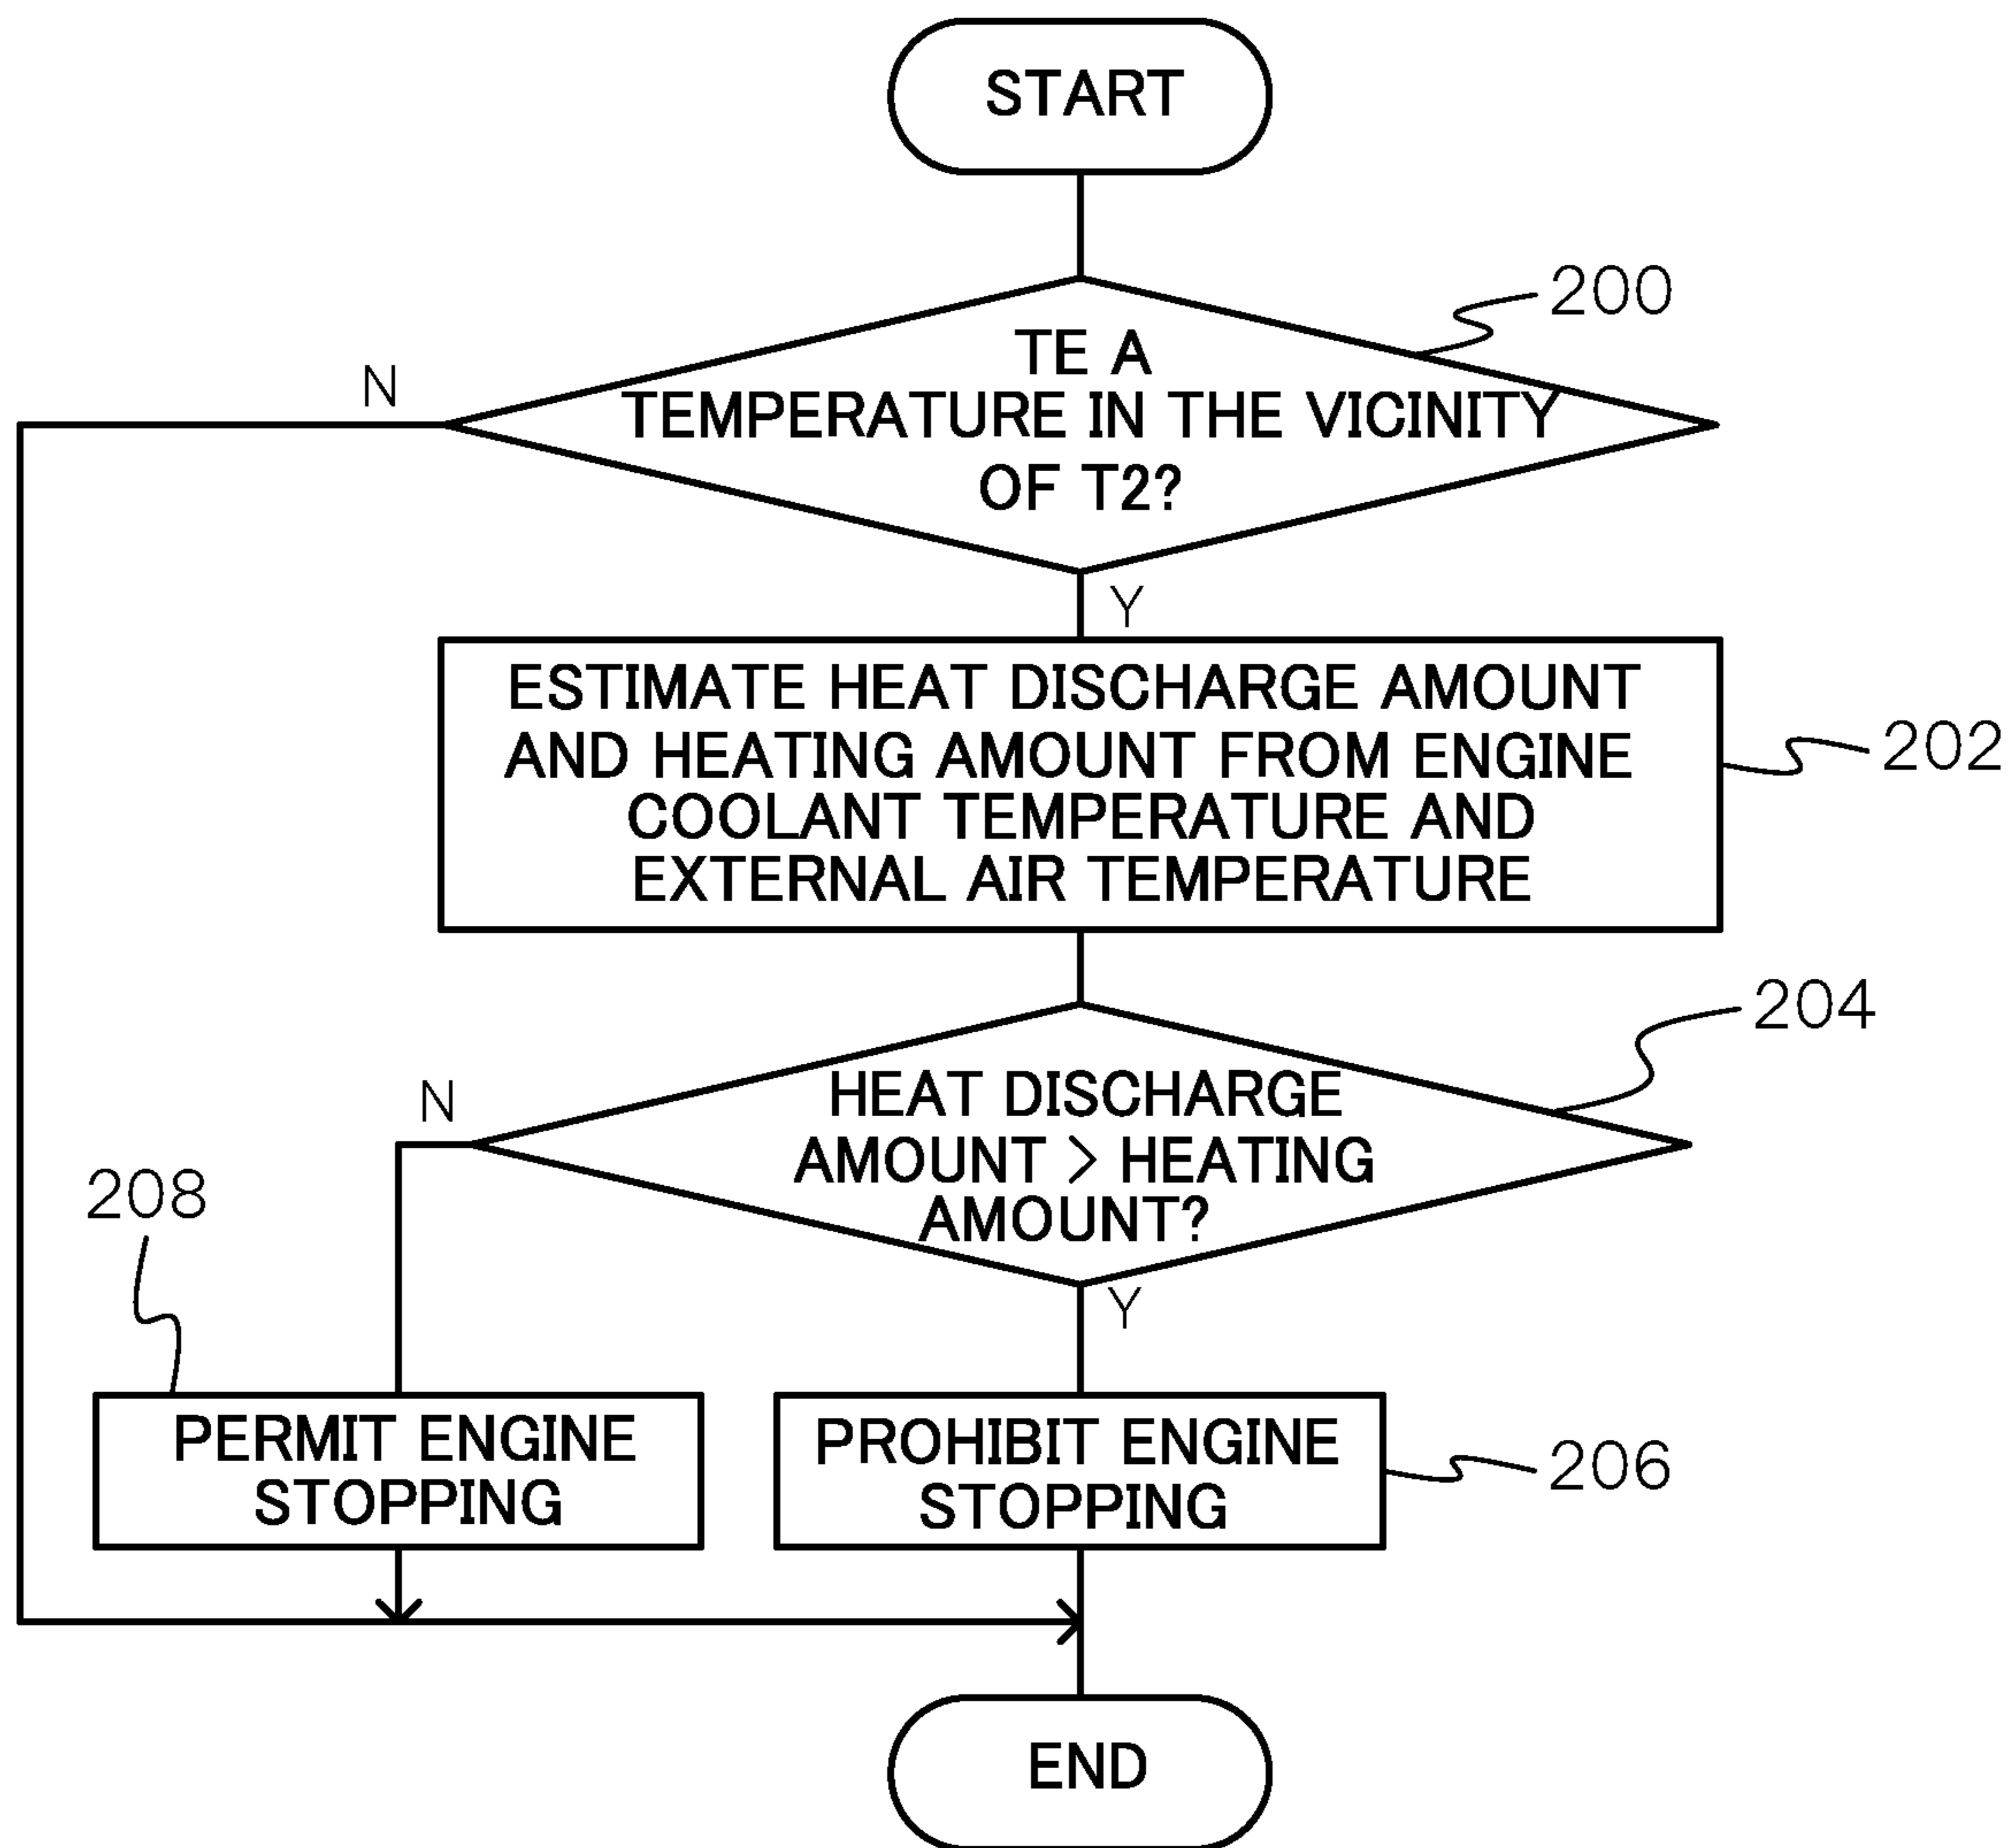 START
200
TE A
TEMPERATURE IN THE VICINITY
OF T2?
N
Y
ESTIMATE HEAT DISCHARGE AMOUNT
AND HEATING AMOUNT FROM ENGINE
COOLANT TEMPERATURE AND
EXTERNAL AIR TEMPERATURE
202
204
HEAT DISCHARGE
AMOUNT > HEATING
AMOUNT?
N
Y
208
PERMIT ENGINE
STOPPING
PROHIBIT ENGINE
STOPPING
206
END